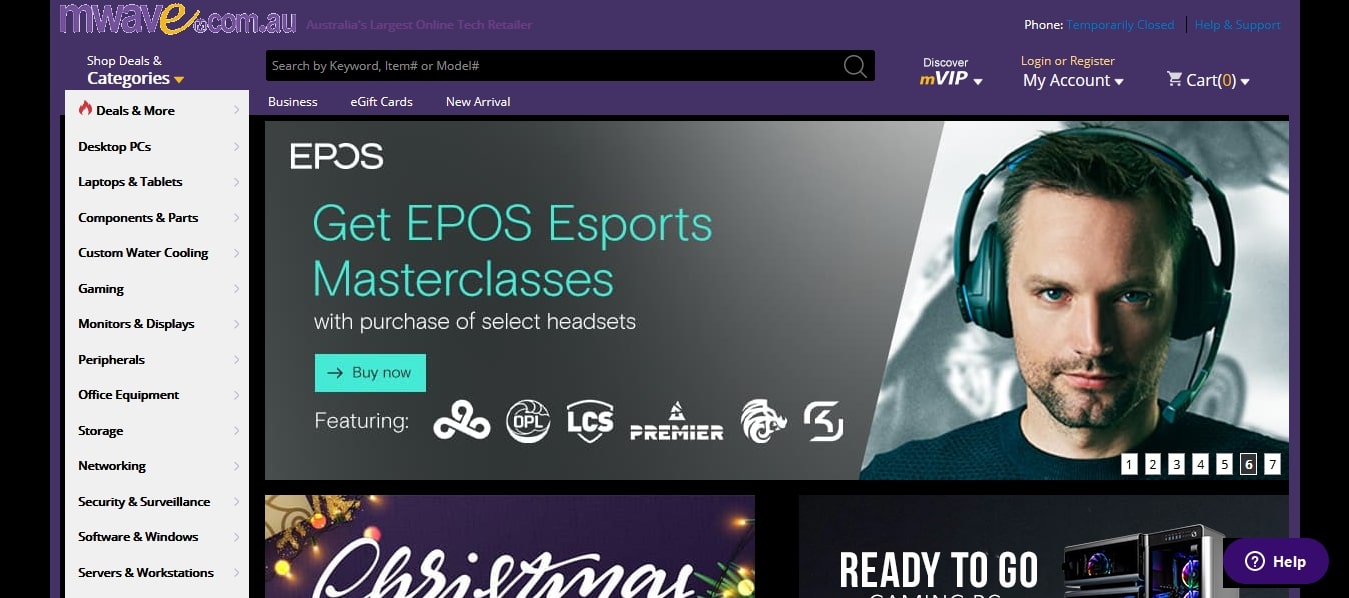 mwave.com.au
Australia's Largest Online Tech Retailer
Phone: Temporarily Closed
Help & Support
Shop Deals &
Categories
Search by Keyword, Item# or Model#
Discover
mVIP
Login or Register
My Account
Cart(0)
Business
eGift Cards
New Arrival
Deals & More
Desktop PCs
Laptops & Tablets
Components & Parts
Custom Water Cooling
Gaming
Monitors & Displays
Peripherals
Office Equipment
Storage
Networking
Security & Surveillance
Software & Windows
Servers & Workstations
EPOS
Get EPOS Esports
Masterclasses
with purchase of select headsets
→ Buy now
Featuring:
OPL
LCS
PREMIER
1 2 3 4 5 6 7
Christmas
READY TO GO
GAMING PC
Help